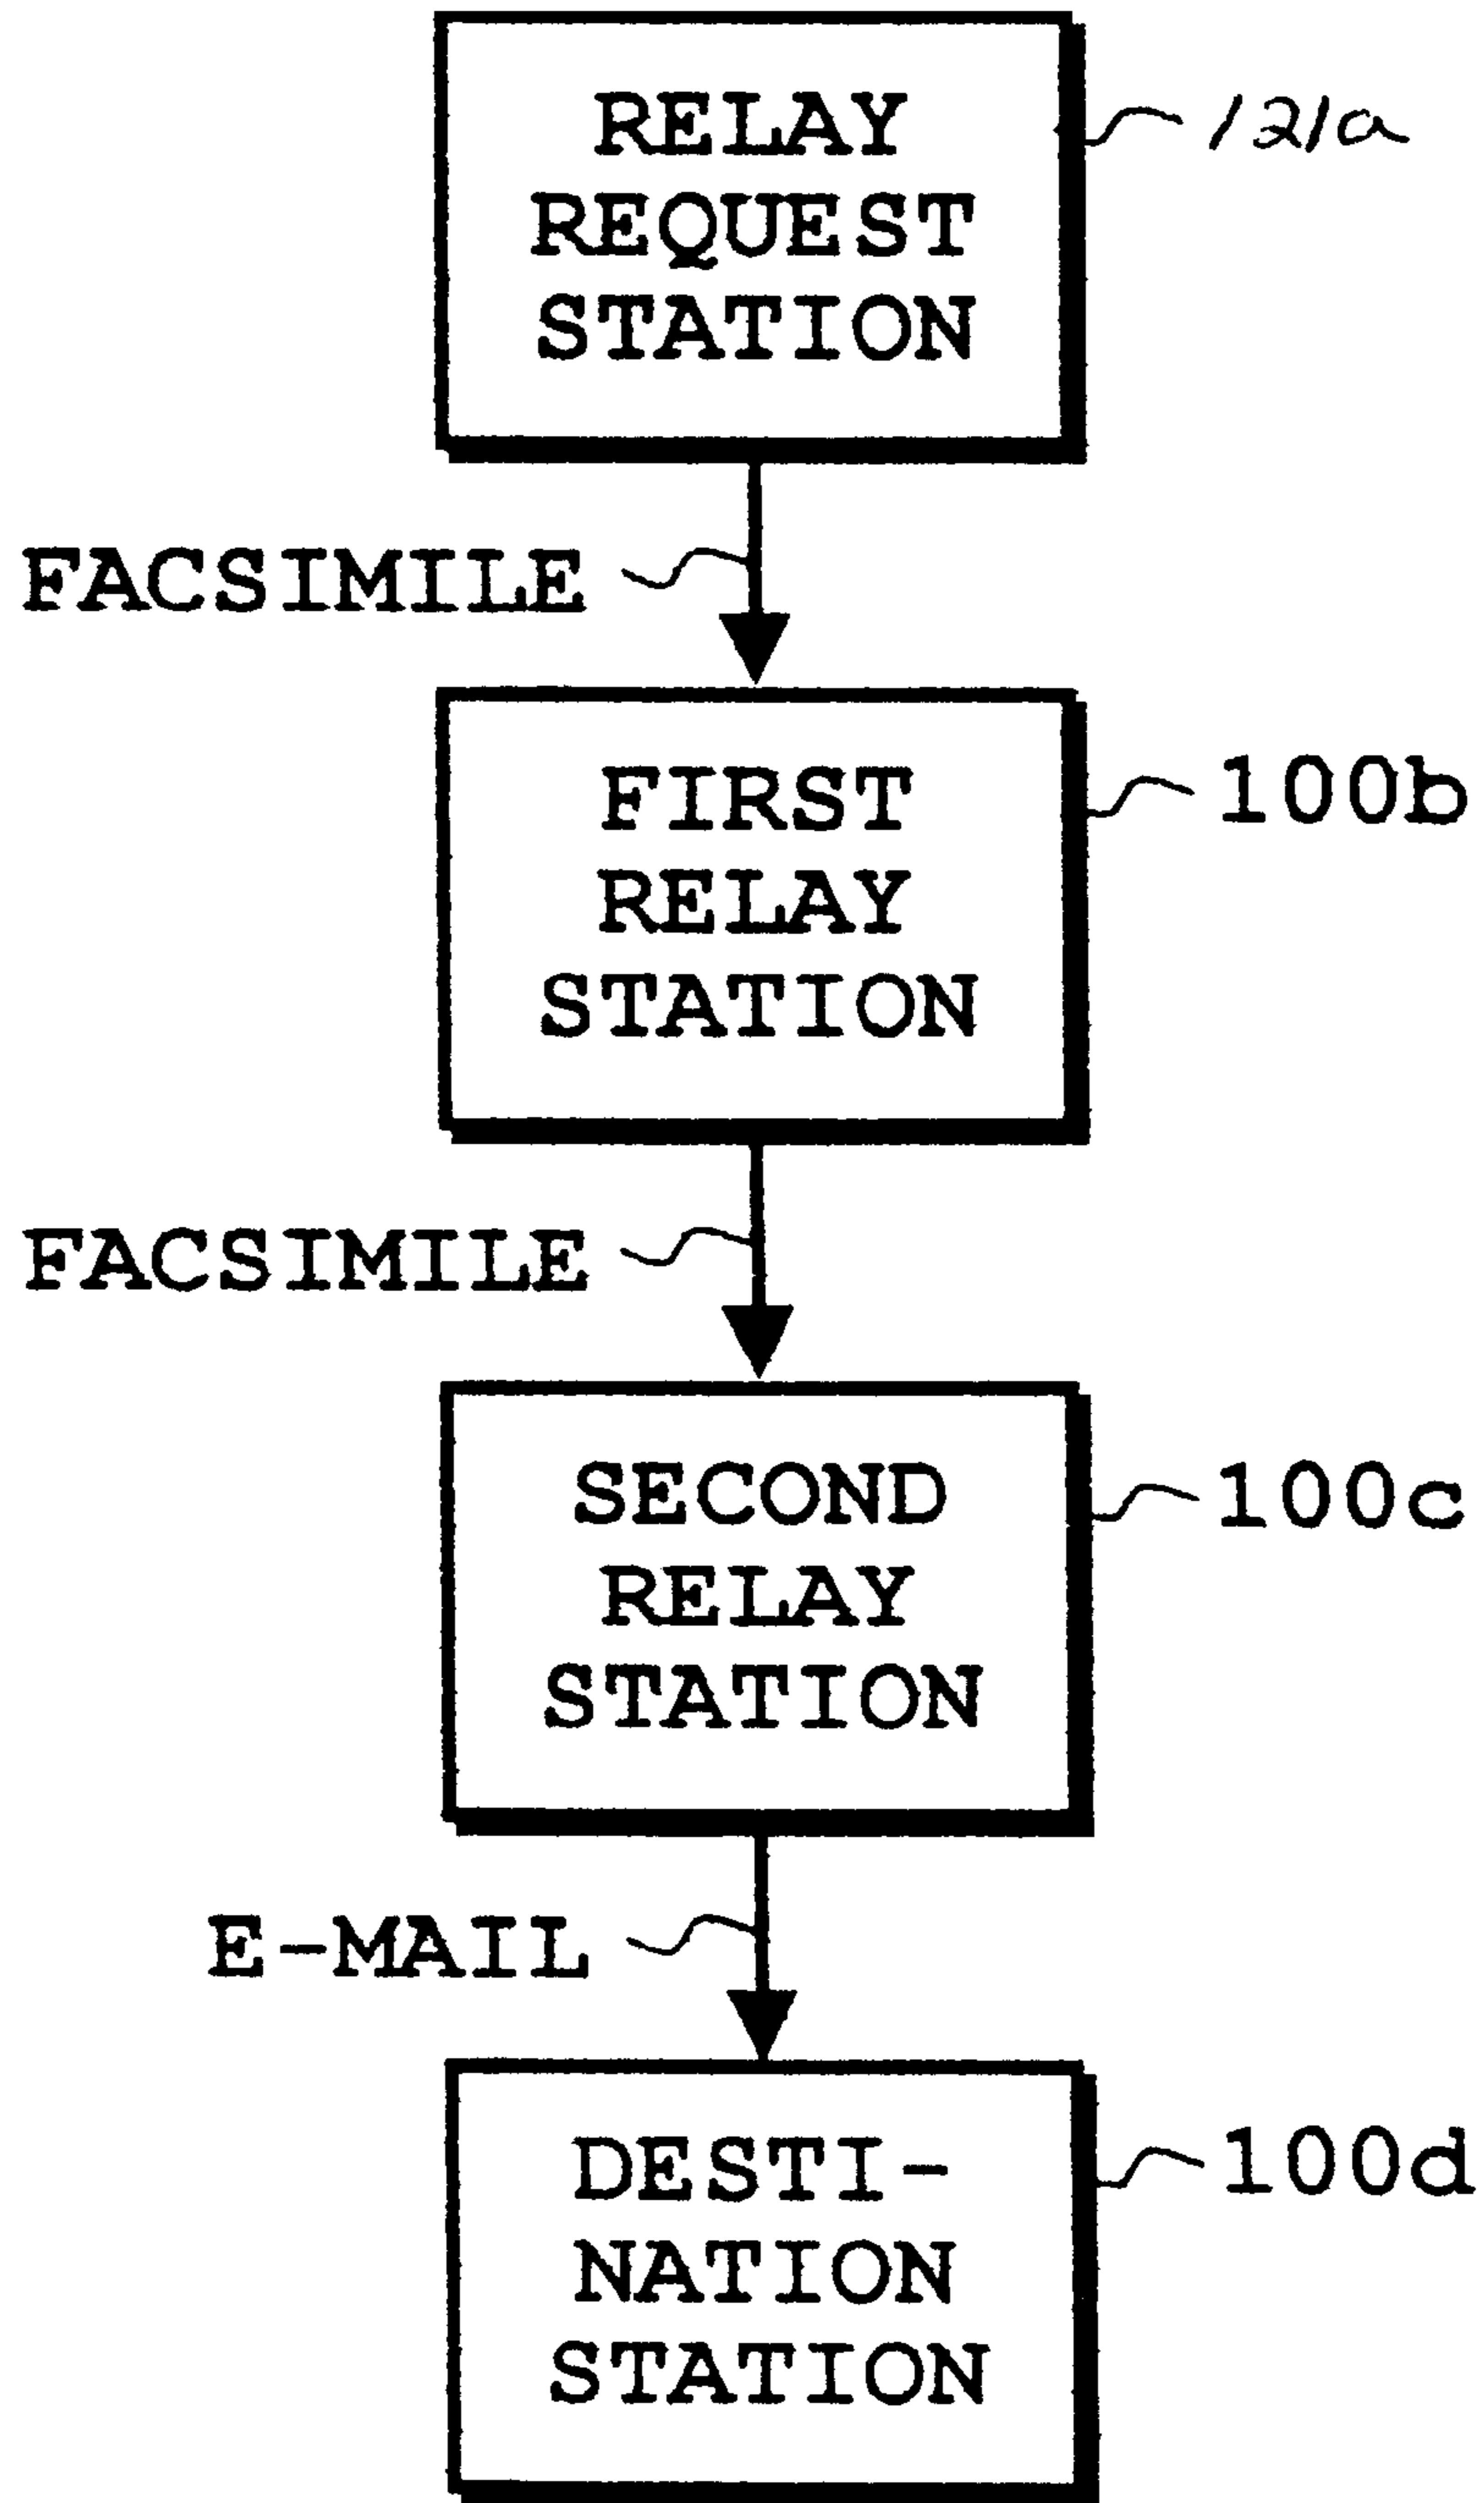 RELAY
REQUEST
STATION
121a
FACSIMILE
FIRST
RELAY
STATION
100b
FACSIMILE
SECOND
RELAY
STATION
100c
E-MAIL
DESTI-
NATION
STATION
100d